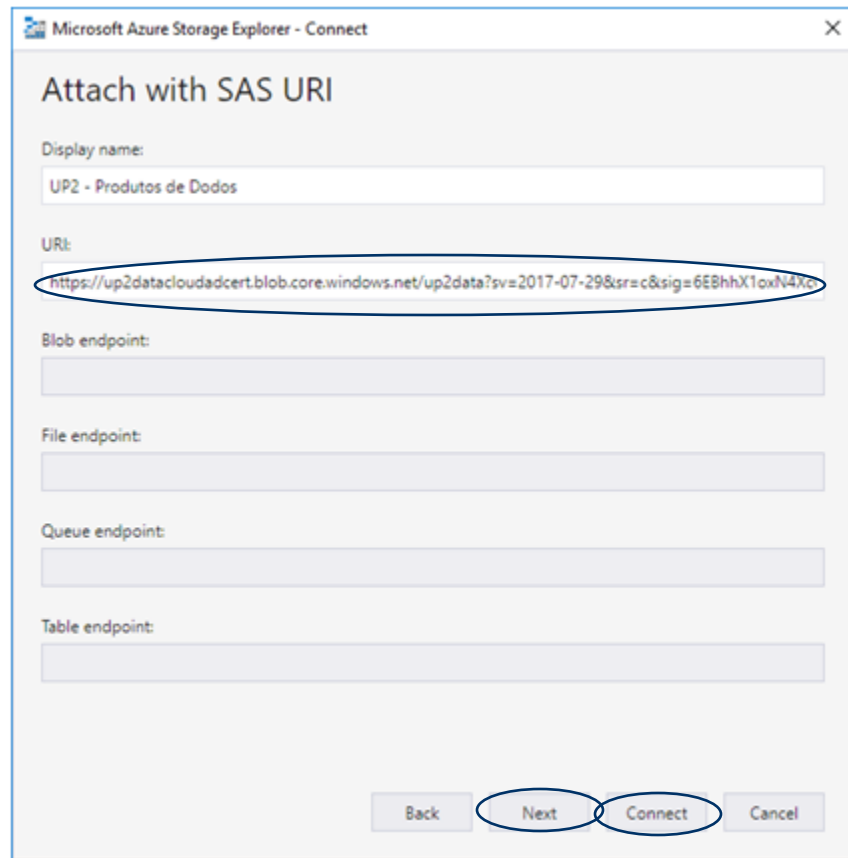 Microsoft Azure Storage Explorer - Connect
Attach with SAS URI
Display name:
UP2 - Produtos de Dodos
URI:
https://up2datacloudadcert.blob.core.windows.net/up2data?sv=2017-07-29&sr=c&sig=6EBhhX1oxN4Xc
Blob endpoint:
File endpoint:
Queue endpoint:
Table endpoint:
Back Next Connect Cancel